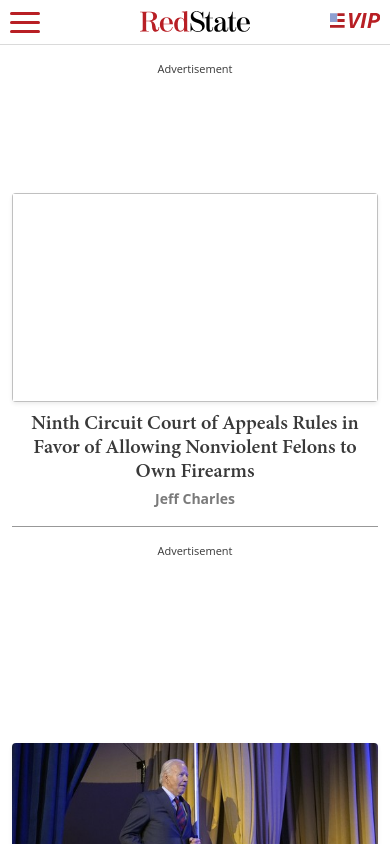 RedState
VIP
Advertisement
Ninth Circuit Court of Appeals Rules in
Favor of Allowing Nonviolent Felons to
Own Firearms
Jeff Charles
Advertisement